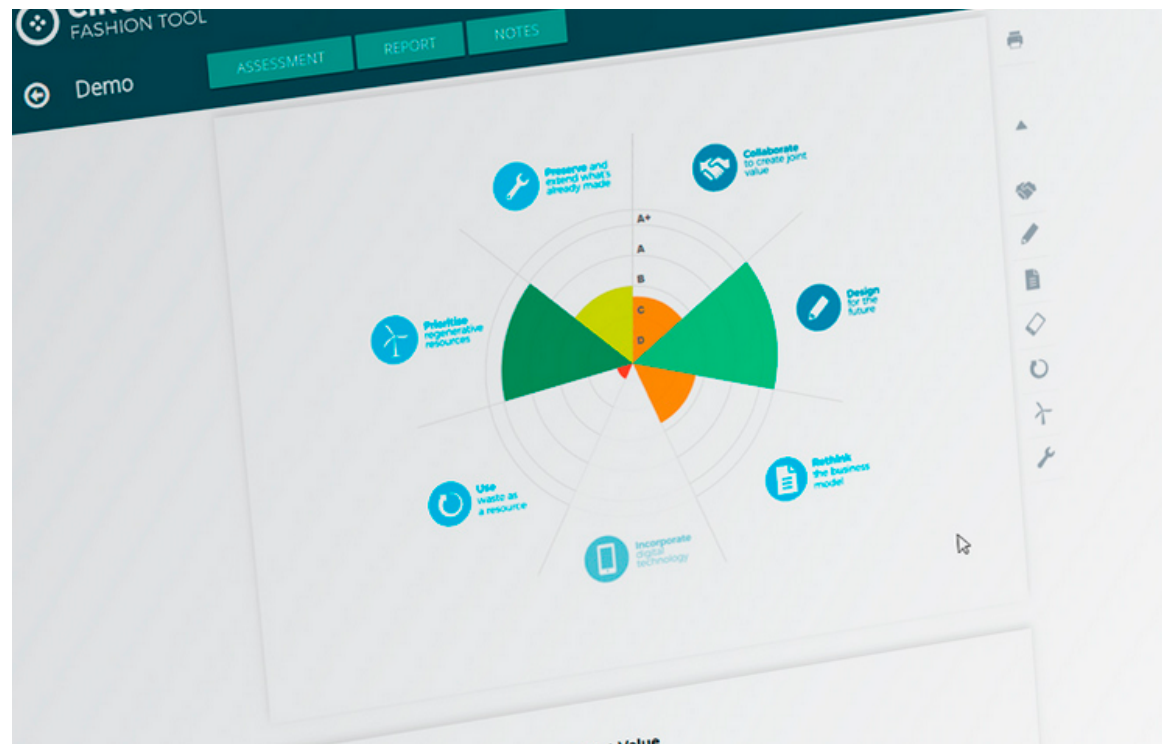 FASHION TOOL
Demo
ASSESSMENT
REPORT
NOTES
Preserve and
extend what's
already made
Collaborate
to create joint
value
A+
A
B
C
D
Prioritise
regenerative
resources
Design
for the
future
Use
waste as
a resource
Rethink
the business
model
Incorporate
digital
technology
Value